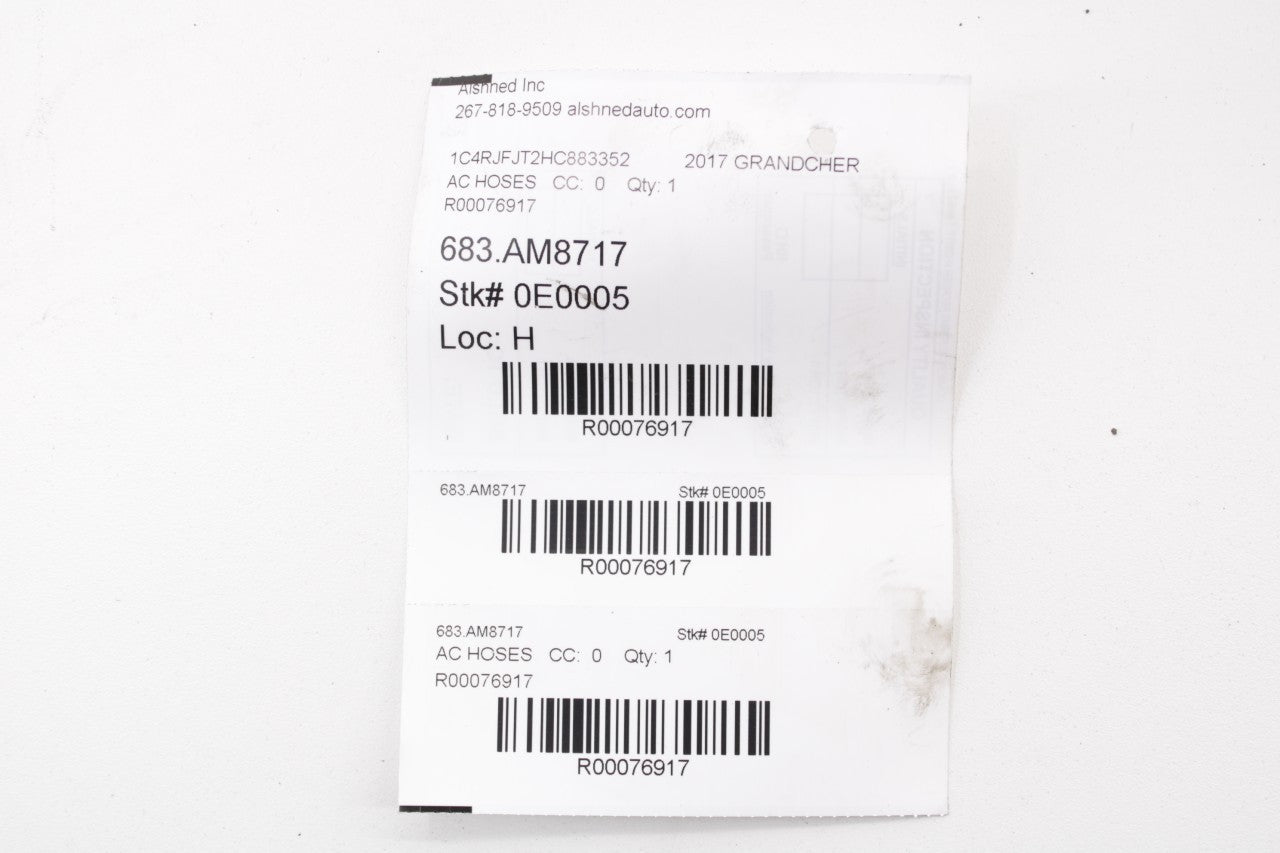 Alshned Inc
267-818-9509 alshnedauto.com
1C4RJFJT2HC883352 2017 GRANDCHER
AC HOSES CC: 0 Qty: 1
R00076917
683.AM8717
Stk# 0E0005
Loc: H
R00076917
683.AM8717 Stk# 0E0005
R00076917
683.AM8717 Stk# 0E0005
AC HOSES CC: 0 Qty: 1
R00076917
R00076917